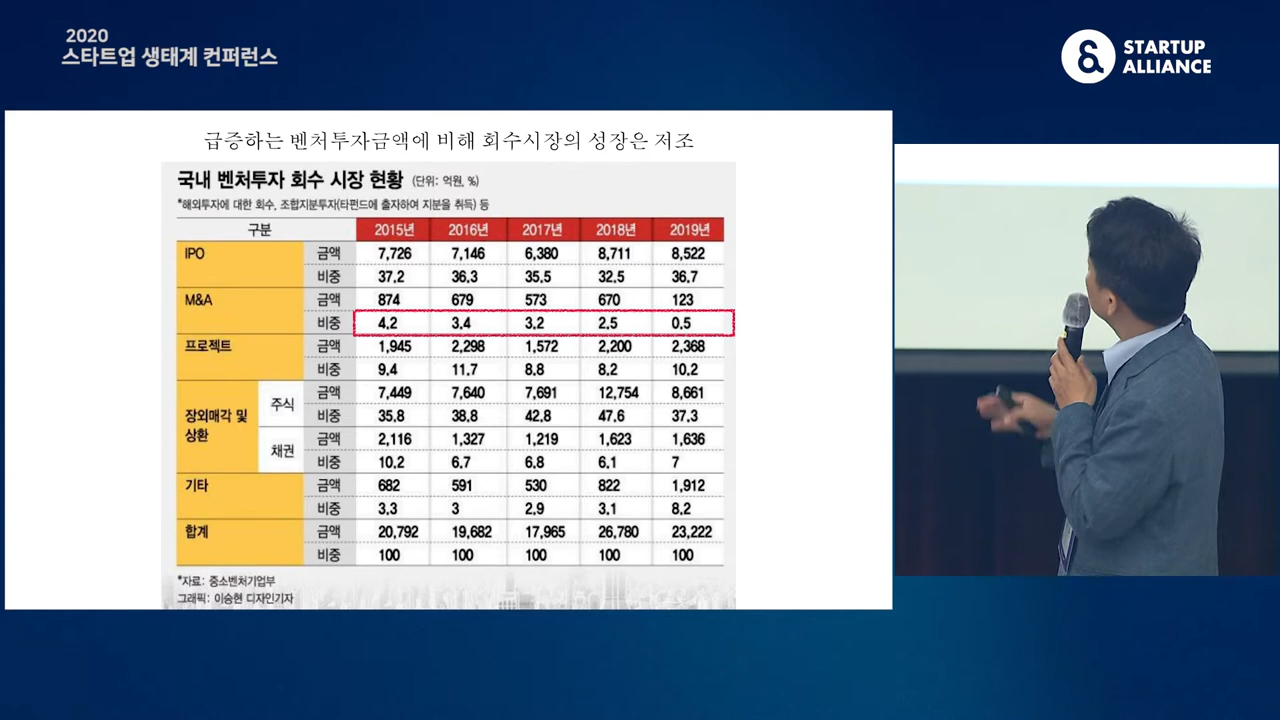 2020
스타트업 생태계 컨퍼런스
STARTUP
ALLIANCE
급증하는 벤처투자금액에 비해 회수시장의 성장은 저조
국내 벤처투자 회수 시장 현황 (단위: 억원, %)
*해외투자에 대한 회수, 조합지분투자(타펀드에 출자하여 지분을 취득) 등
구분 2015년 2016년 2017년 2018년 2019년
IPO 금액 7,726 7,146 6,380 8,711 8,522
비중 37.2 36.3 35.5 32.5 36.7
M&A 금액 874 679 573 670 123
비중 4.2 3.4 3.2 2.5 0.5
프로젝트 금액 1,945 2,298 1,572 2,200 2,368
비중 9.4 11.7 8.8 8.2 10.2
장외매각 및 상환 주식 금액 7,449 7,640 7,691 12,754 8,661
비중 35.8 38.8 42.8 47.6 37.3
채권 금액 2,116 1,327 1,219 1,623 1,636
비중 10.2 6.7 6.8 6.1 7
기타 금액 682 591 530 822 1,912
비중 3.3 3 2.9 3.1 8.2
합계 금액 20,792 19,682 17,965 26,780 23,222
비중 100 100 100 100 100
*자료: 중소벤처기업부
그래픽: 이승현 디자인기자